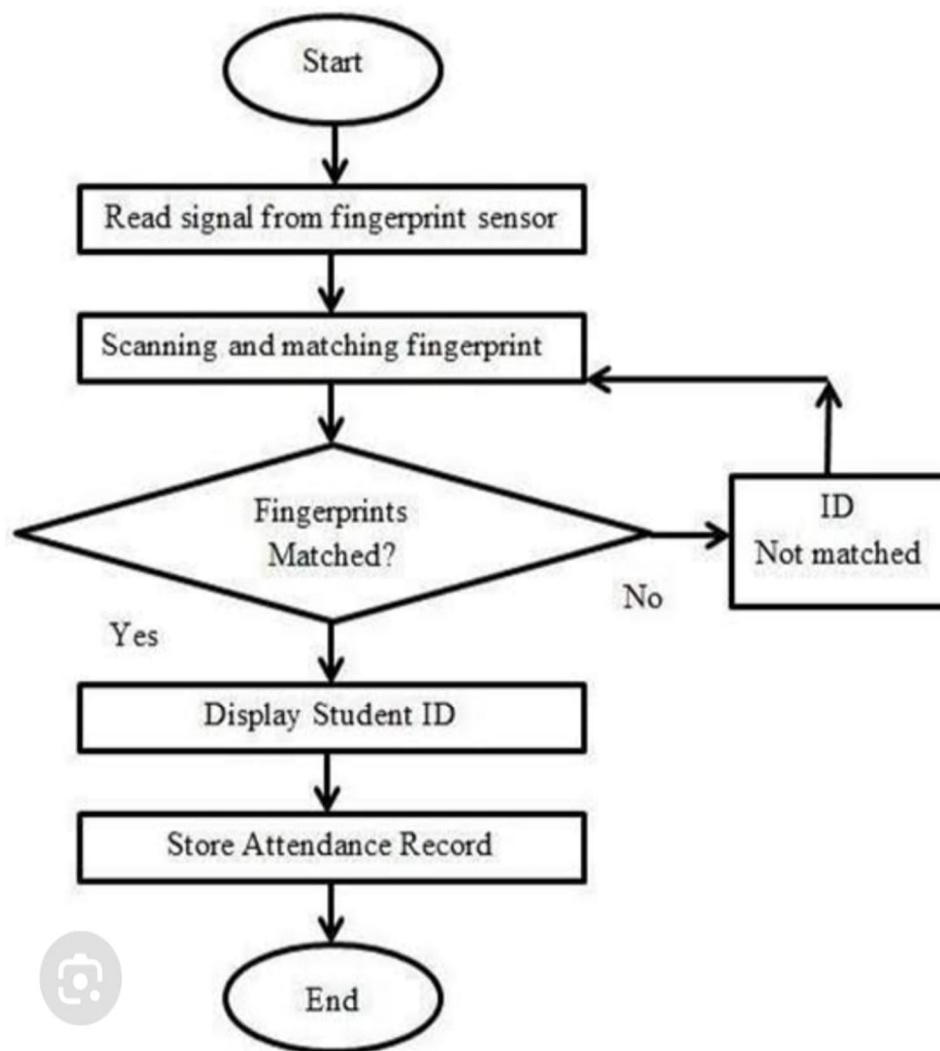 Start
Read signal from fingerprint sensor
Scanning and matching fingerprint
Fingerprints
Matched?
ID
Not matched
No
Yes
Display Student ID
Store Attendance Record
End